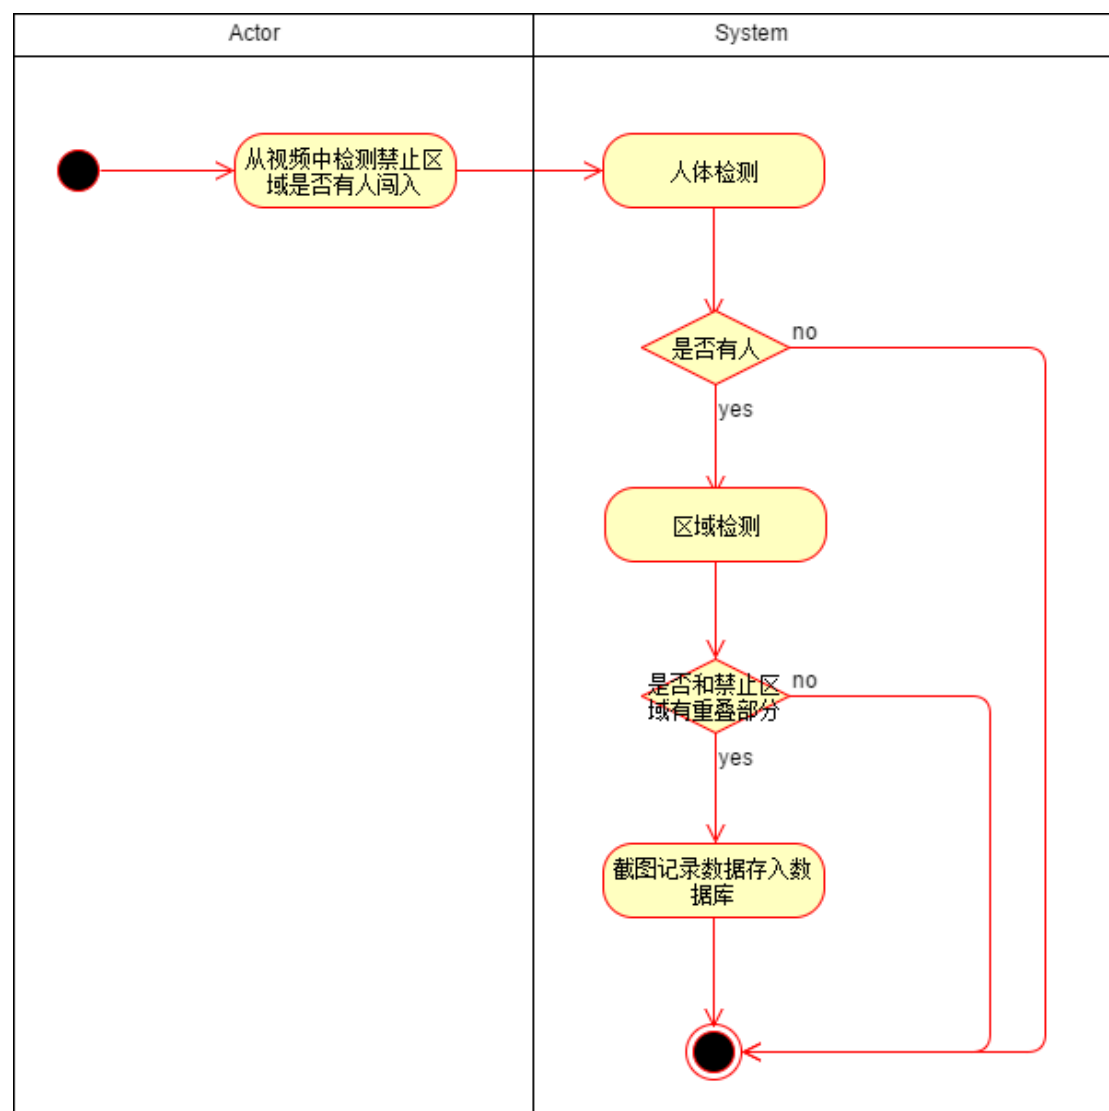 Actor
System
从视频中检测禁止区
域是否有人闯入
人体检测
是否有人
no
yes
区域检测
是否和禁止区
域有重叠部分
no
yes
截图记录数据存入数
据库